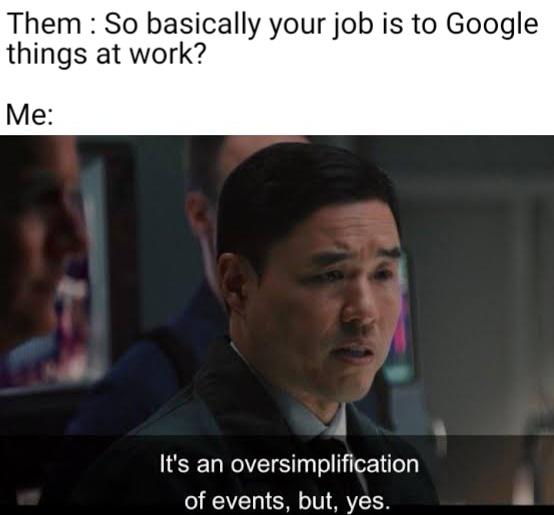 Them : So basically your job is to Google
things at work?
Me:
It's an oversimplification
of events, but, yes.